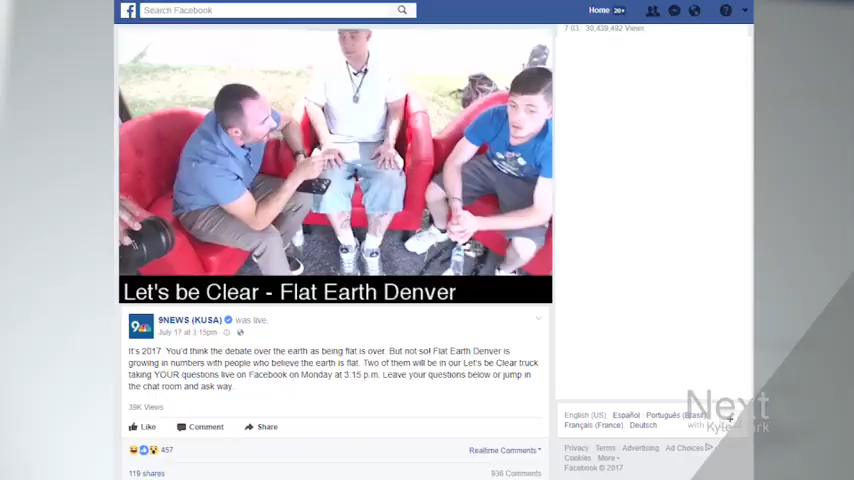 Search Facebook
Home 20+
7:03 30,439,492 Views
Let's be Clear - Flat Earth Denver
9NEWS (KUSA) was live.
July 17 at 3:15pm
It's 2017 You'd think the debate over the earth as being flat is over. But not so! Flat Earth Denver is
growing in numbers with people who believe the earth is flat. Two of them will be in our Let's be Clear truck
taking YOUR questions live on Facebook on Monday at 3:15 p.m. Leave your questions below or jump in
the chat room and ask way.
39K Views
Like Comment Share
457 Realtime Comments
119 shares 936 Comments
English (US) Español Português (Brasil)
Français (France) Deutsch
Privacy Terms Advertising Ad Choices
Cookies More
Facebook © 2017
Next
with Kyle Clark